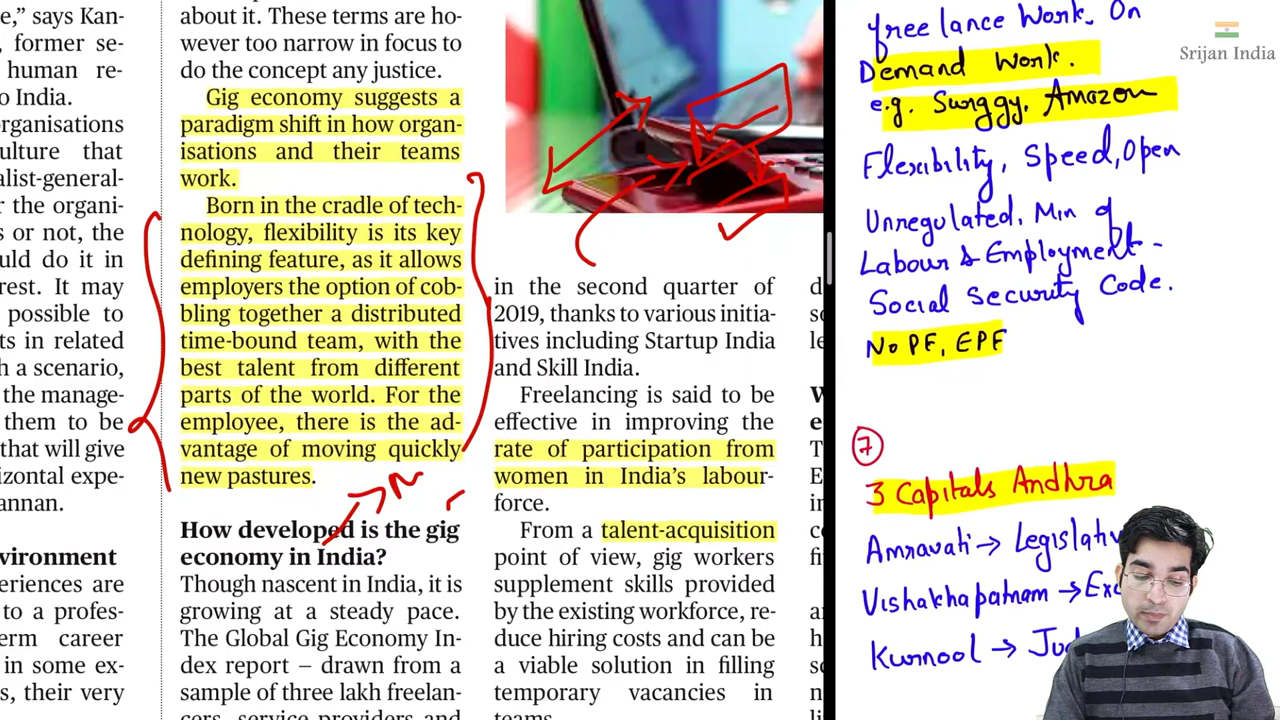 e,” says Kan-
, former se-
human re-
o India.
organisations
ulture that
alist-general-
r the organi-
s or not, the
uld do it in
rest. It may
possible to
ts in related
h a scenario,
the manage-
them to be
that will give
izontal expe-
annan.
vironment
eriences are
to a profes-
erm career
in some ex-
s, their very
about it. These terms are ho-
wever too narrow in focus to
do the concept any justice.
Gig economy suggests a
paradigm shift in how organ-
isations and their teams
work.
Born in the cradle of tech-
nology, flexibility is its key
defining feature, as it allows
employers the option of cob-
bling together a distributed
time-bound team, with the
best talent from different
parts of the world. For the
employee, there is the ad-
vantage of moving quickly
new pastures.
How developed is the gig
economy in India?
Though nascent in India, it is
growing at a steady pace.
The Global Gig Economy In-
dex report – drawn from a
sample of three lakh freelan-
cers, service providers and
in the second quarter of
2019, thanks to various initia-
tives including Startup India
and Skill India.
Freelancing is said to be
effective in improving the
rate of participation from
women in India’s labour-
force.
From a talent-acquisition
point of view, gig workers
supplement skills provided
by the existing workforce, re-
duce hiring costs and can be
a viable solution in filling
temporary vacancies in
teams.
freelance Work. On
Demand Work.
e.g. Swiggy, Amazon
Flexibility, Speed, Open
Unregulated. Min of
Labour & Employment -
Social Security Code.
No PF, EPF
7
3 Capitals Andhra
Amravati → Legislativ
Vishakhapatnam → Exe
Kurnool → Jud
Srijan India